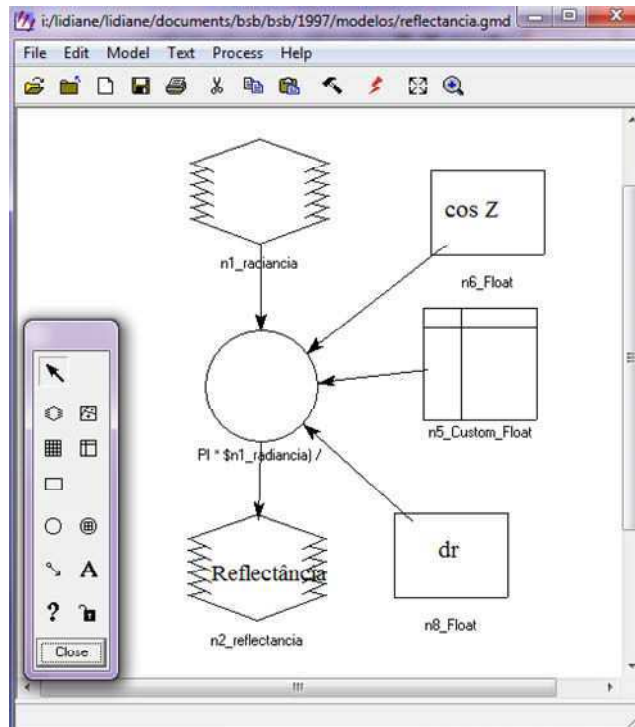 i:/lidiane/lidiane/documents/bsb/bsb/1997/modelos/reflectancia.gmd
File Edit Model Text Process Help
n1_radiancia
cos Z
n6_Float
n5_Custom_Float
PI * $n1_radiancia) /
Reflectância
n2_reflectancia
dr
n8_Float
A
?
Close